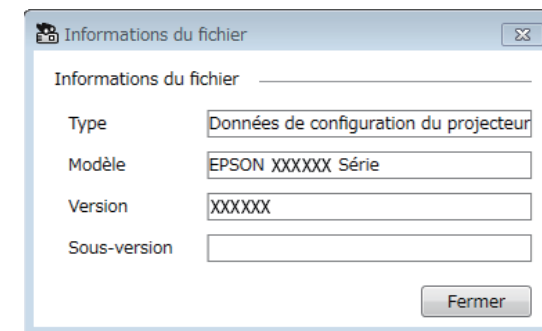 Informations du fichier
Informations du fichier
Type Données de configuration du projecteur
Modèle EPSON XXXXXX Série
Version XXXXXX
Sous-version
Fermer